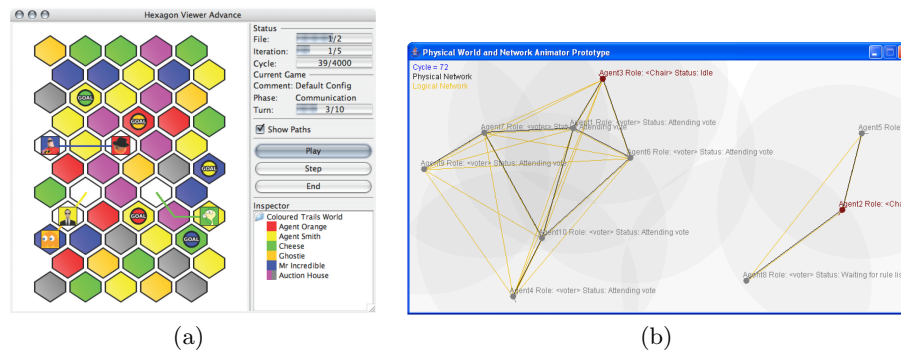 Hexagon Viewer Advance
Status
File: 1/2
Iteration: 1/5
Cycle: 39/4000
Current Game
Comment: Default Config
Phase: Communication
Turn: 3/10
Show Paths
Play
Step
End
Inspector
Coloured Trails World
Agent Orange
Agent Smith
Cheese
Ghostie
Mr Incredible
Auction House
GOAL
GOAL
GOAL
GOAL
GOAL
(a)
Physical World and Network Animator Prototype
Cycle = 72
Physical Network
Logical Network
Agent3 Role: <Chair> Status: Idle
Agent7 Role: <voter> Status: Attending vote
Agent1 Role: <voter> Status: Attending vote
Agent5 Role:
Agent6 Role: <voter> Status: Attending vote
Agent9 Role: <voter> Status: Attending vote
Agent2 Role: <Cha
Agent10 Role: <voter> Status: Attending vote
Agent8 Role: <voter> Status: Waiting for rule lis
Agent4 Role: <voter> Status: Attending vote
(b)